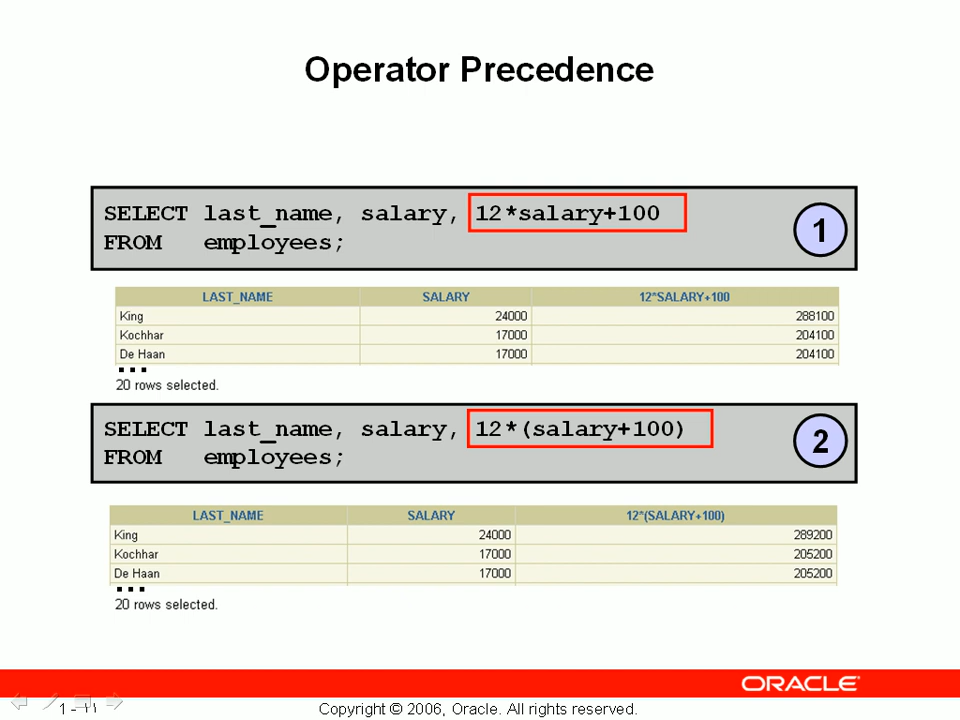 Operator Precedence
SELECT last_name, salary, 12*salary+100
FROM employees;
1
LAST_NAME SALARY 12*SALARY+100
King 24000 288100
Kochhar 17000 204100
De Haan 17000 204100
...
20 rows selected.
SELECT last_name, salary, 12*(salary+100)
FROM employees;
2
LAST_NAME SALARY 12*(SALARY+100)
King 24000 289200
Kochhar 17000 205200
De Haan 17000 205200
...
20 rows selected.
ORACLE
1 - ١١
Copyright © 2006, Oracle. All rights reserved.